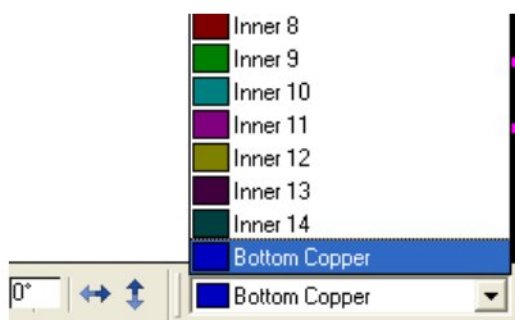 Inner 8
Inner 9
Inner 10
Inner 11
Inner 12
Inner 13
Inner 14
Bottom Copper
0° Bottom Copper